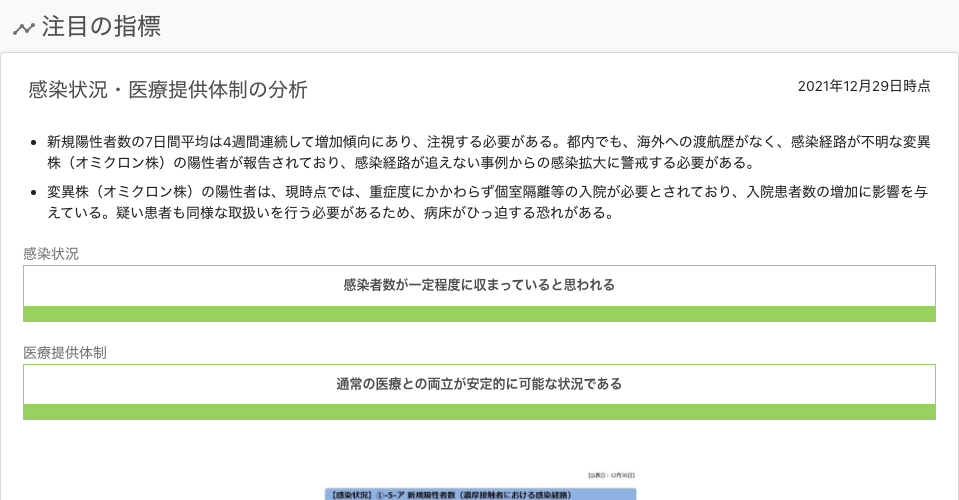 注目の指標
感染状況・医療提供体制の分析
2021年12月29日時点
新規陽性者数の7日間平均は4週間連続して増加傾向にあり、注視する必要がある。都内でも、海外への渡航歴がなく、感染経路が不明な変異
株（オミクロン株）の陽性者が報告されており、感染経路が追えない事例からの感染拡大に警戒する必要がある。
変異株（オミクロン株）の陽性者は、現時点では、重症度にかかわらず個室隔離等の入院が必要とされており、入院患者数の増加に影響を与
えている。疑い患者も同様な取扱いを行う必要があるため、病床がひっ迫する恐れがある。
感染状況
感染者数が一定程度に収まっていると思われる
医療提供体制
通常の医療との両立が安定的に可能な状況である
【公表日：12月30日】
【感染状況】①-5-ア 新規陽性者数（濃厚接触者における感染経路）